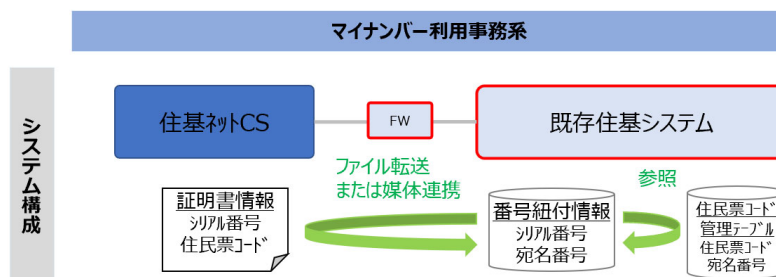 マイナンバー利用事務系
システム構成
住基ネットCS
FW
既存住基システム
ファイル転送
または媒体連携
参照
証明書情報
シリアル番号
住民票コード
番号紐付情報
シリアル番号
宛名番号
住民票コード
管理テーブル
住民票コード
宛名番号